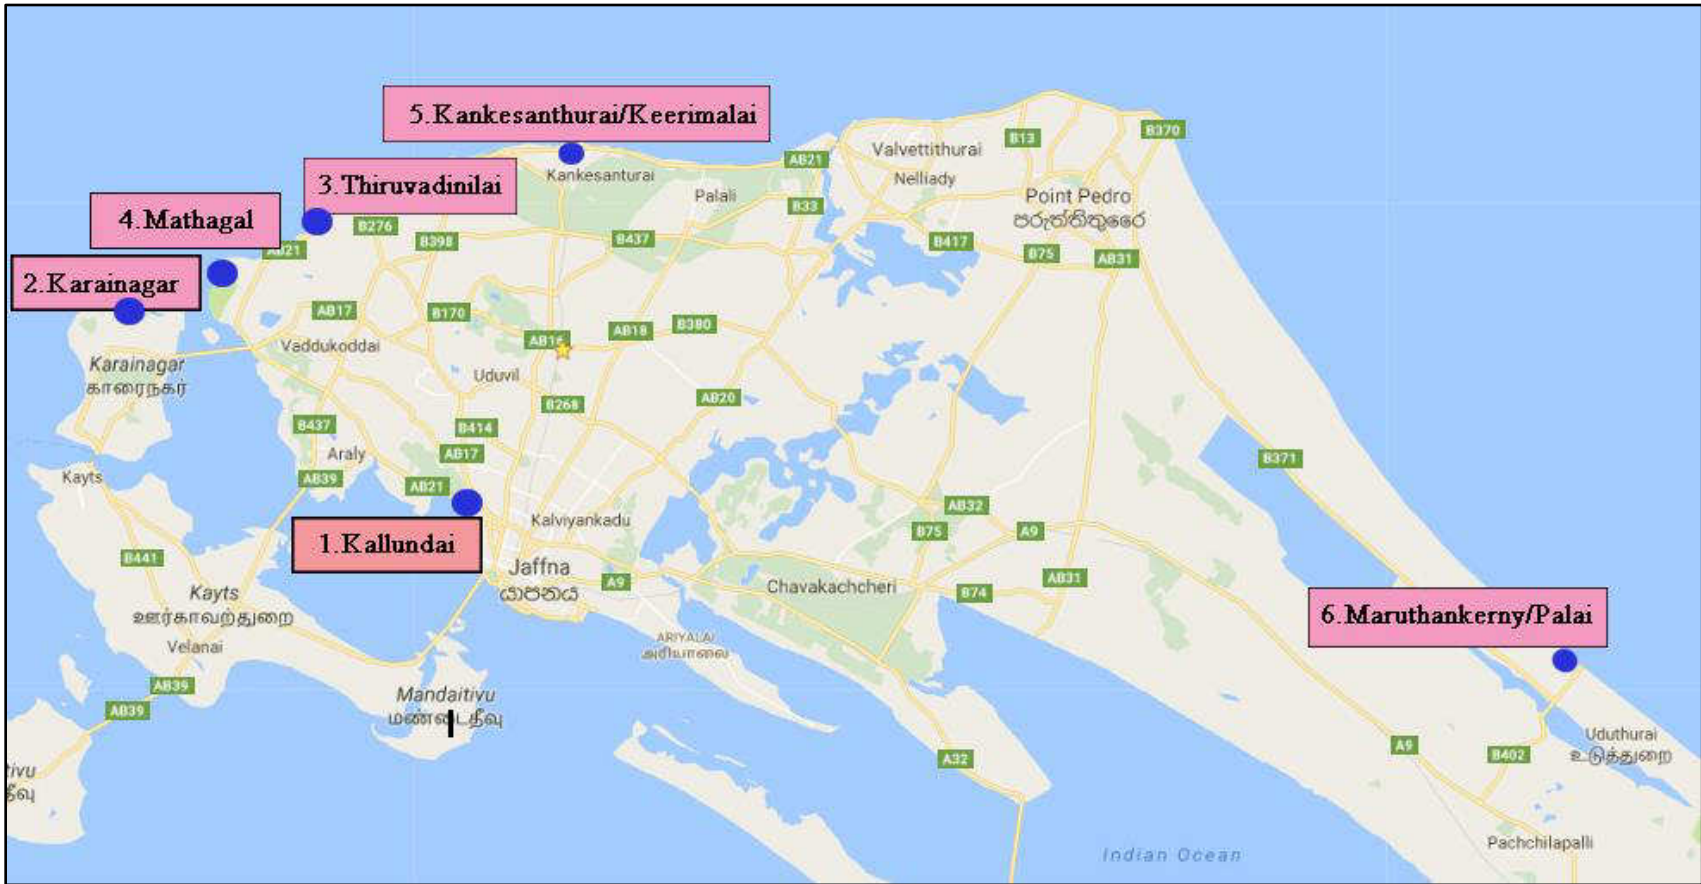 5.Kankesanthurai/Keerimalai
B370
B13
Valvettithurai
AB21
3.Thiruvadinilai
Kankesanturai
Nelliady
Palali
Point Pedro
4.Mathagal
B33
පේදුරුතුඩුව
B276
B398
B437
B417
AB21
B75
AB31
2.Karainagar
AB17
B170
AB16
AB18
B380
Vaddukoddai
Karainagar
காரைநகர்
Uduvil
B268
AB20
B437
B414
Araly
AB17
B371
Kayts
AB39
AB21
AB32
Kalviyankadu
B75
A9
1.Kallundai
B441
Jaffna
යාපනය
A9
Chavakachcheri
AB31
B74
Kayts
ஊர்காவற்துறை
6.Maruthankerny/Palai
Velanai
ARIYALAI
அரியாலை
AB39
Mandaitivu
மண்டைதீவு
AB39
Uduthurai
உடுத்துறை
A9
B402
A32
tivu
தீவு
Pachchilapalli
Indian Ocean